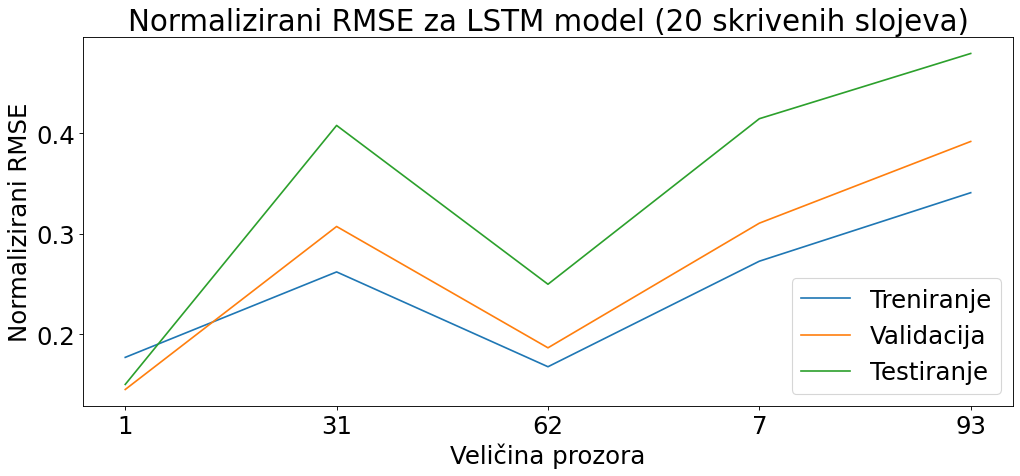 Normalizirani RMSE za LSTM model (20 skrivenih slojeva)
Normalizirani RMSE
0.4
0.3
0.2
Treniranje
Validacija
Testiranje
1 31 62 7 93
Veličina prozora